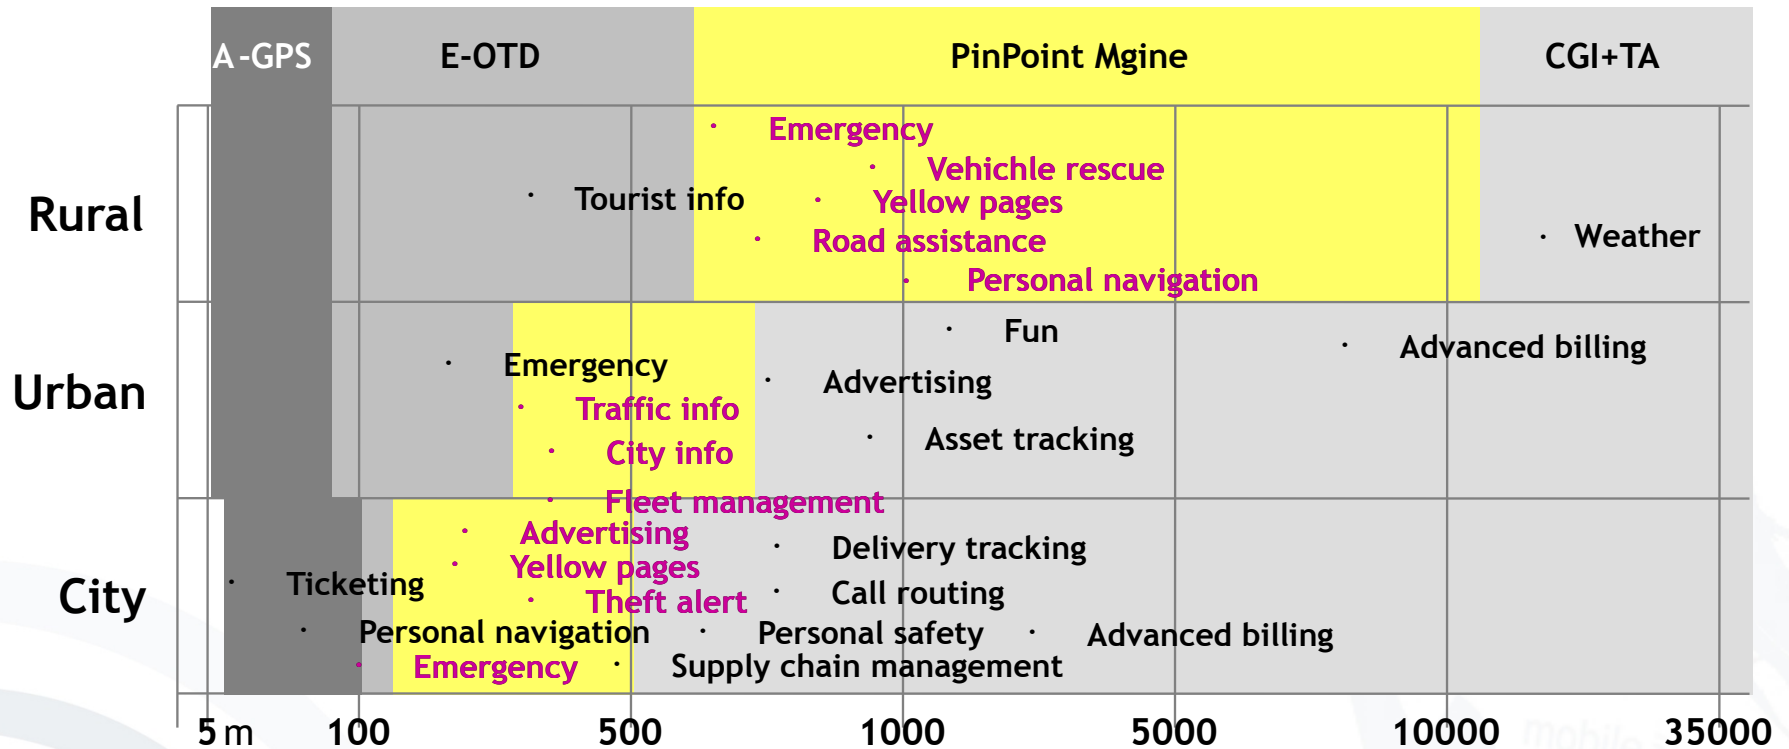 A-GPS E-OTD PinPoint Mgine CGI+TA
Rural
Emergency
Vehichle rescue
Tourist info
Yellow pages
Road assistance
Weather
Personal navigation
Urban
Fun
Advanced billing
Emergency
Advertising
Traffic info
Asset tracking
City info
City
Fleet management
Advertising
Delivery tracking
Yellow pages
Ticketing
Call routing
Theft alert
Personal navigation
Personal safety
Advanced billing
Emergency
Supply chain management
5 m 100 500 1000 5000 10000 35000
mobile